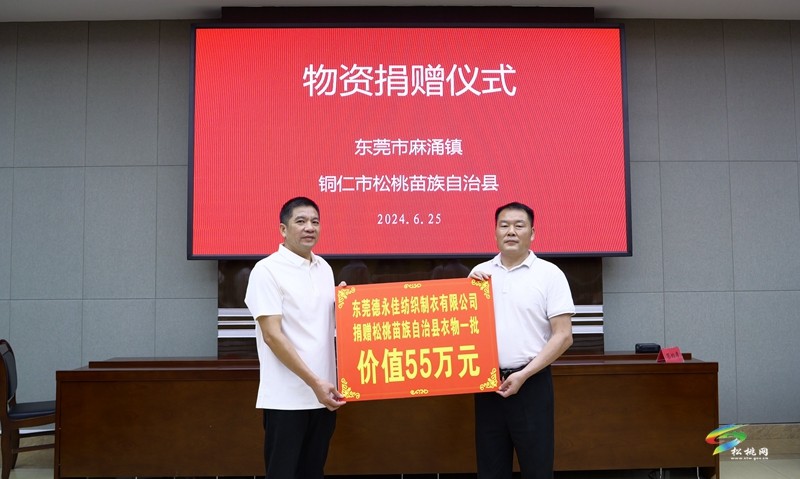 物资捐赠仪式
东莞市麻涌镇
铜仁市松桃苗族自治县
2024.6.25
东莞德永佳纺织制衣有限公司
捐赠松桃苗族自治县衣物一批
价值55万元
松桃网